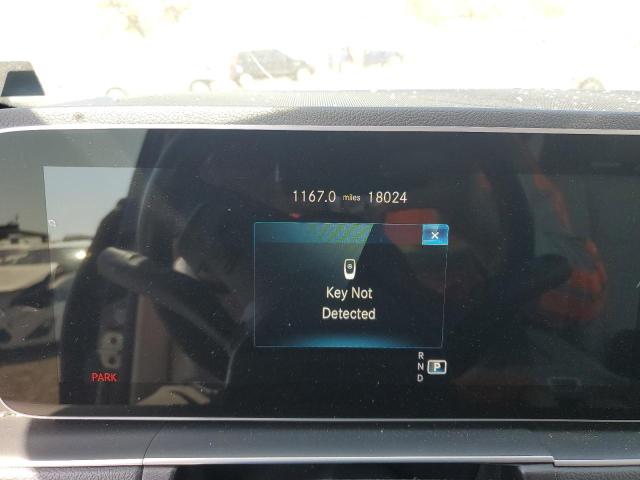 1167.0 miles 18024
Key Not
Detected
R
N P
D
PARK